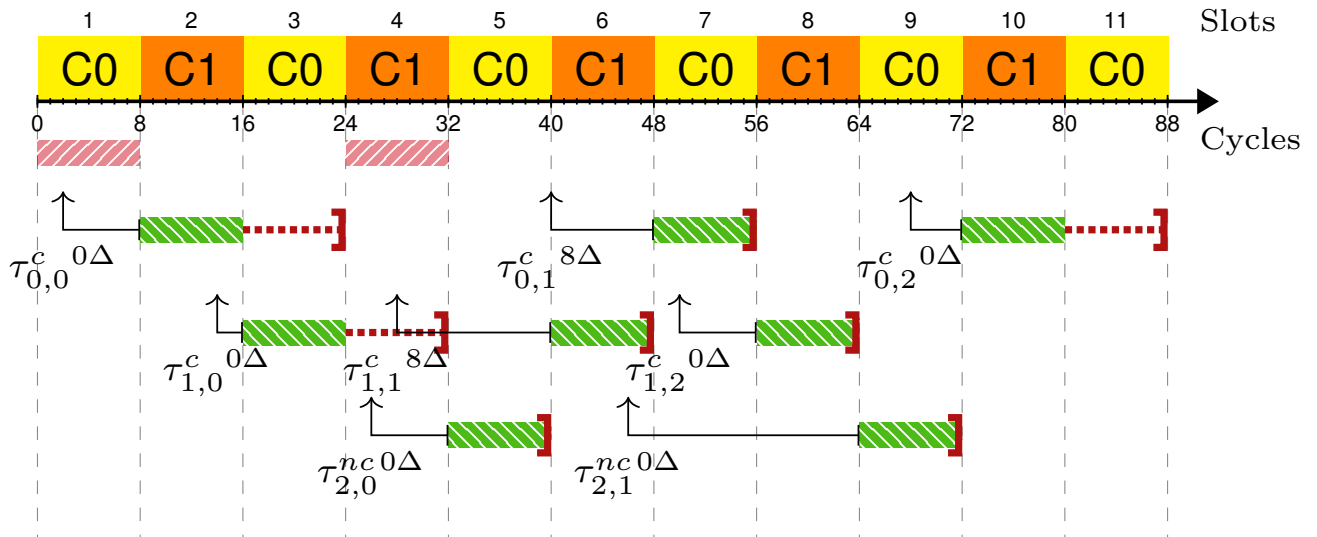 1 2 3 4 5 6 7 8 9 10 11 Slots
C0 C1 C0 C1 C0 C1 C0 C1 C0 C1 C0
0 8 16 24 32 40 48 56 64 72 80 88
Cycles
τ^c_{0,0} 0Δ τ^c_{0,1} 8Δ τ^c_{0,2} 0Δ
τ^c_{1,0} 0Δ τ^c_{1,1} 8Δ τ^c_{1,2} 0Δ
τ^{nc}_{2,0} 0Δ τ^{nc}_{2,1} 0Δ